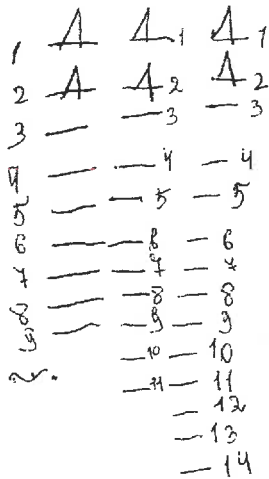 1 A A 1 A 1
2 A A 2 A 2
3 — — 3 — 3
4 — — 4 — 4
5 — — 5 — 5
6 — — 6 — 6
7 — — 7 — 7
8 — — 8 — 8
9 — — 9 — 9
— 10 — 10
— 11 — 11
— 12
— 13
— 14